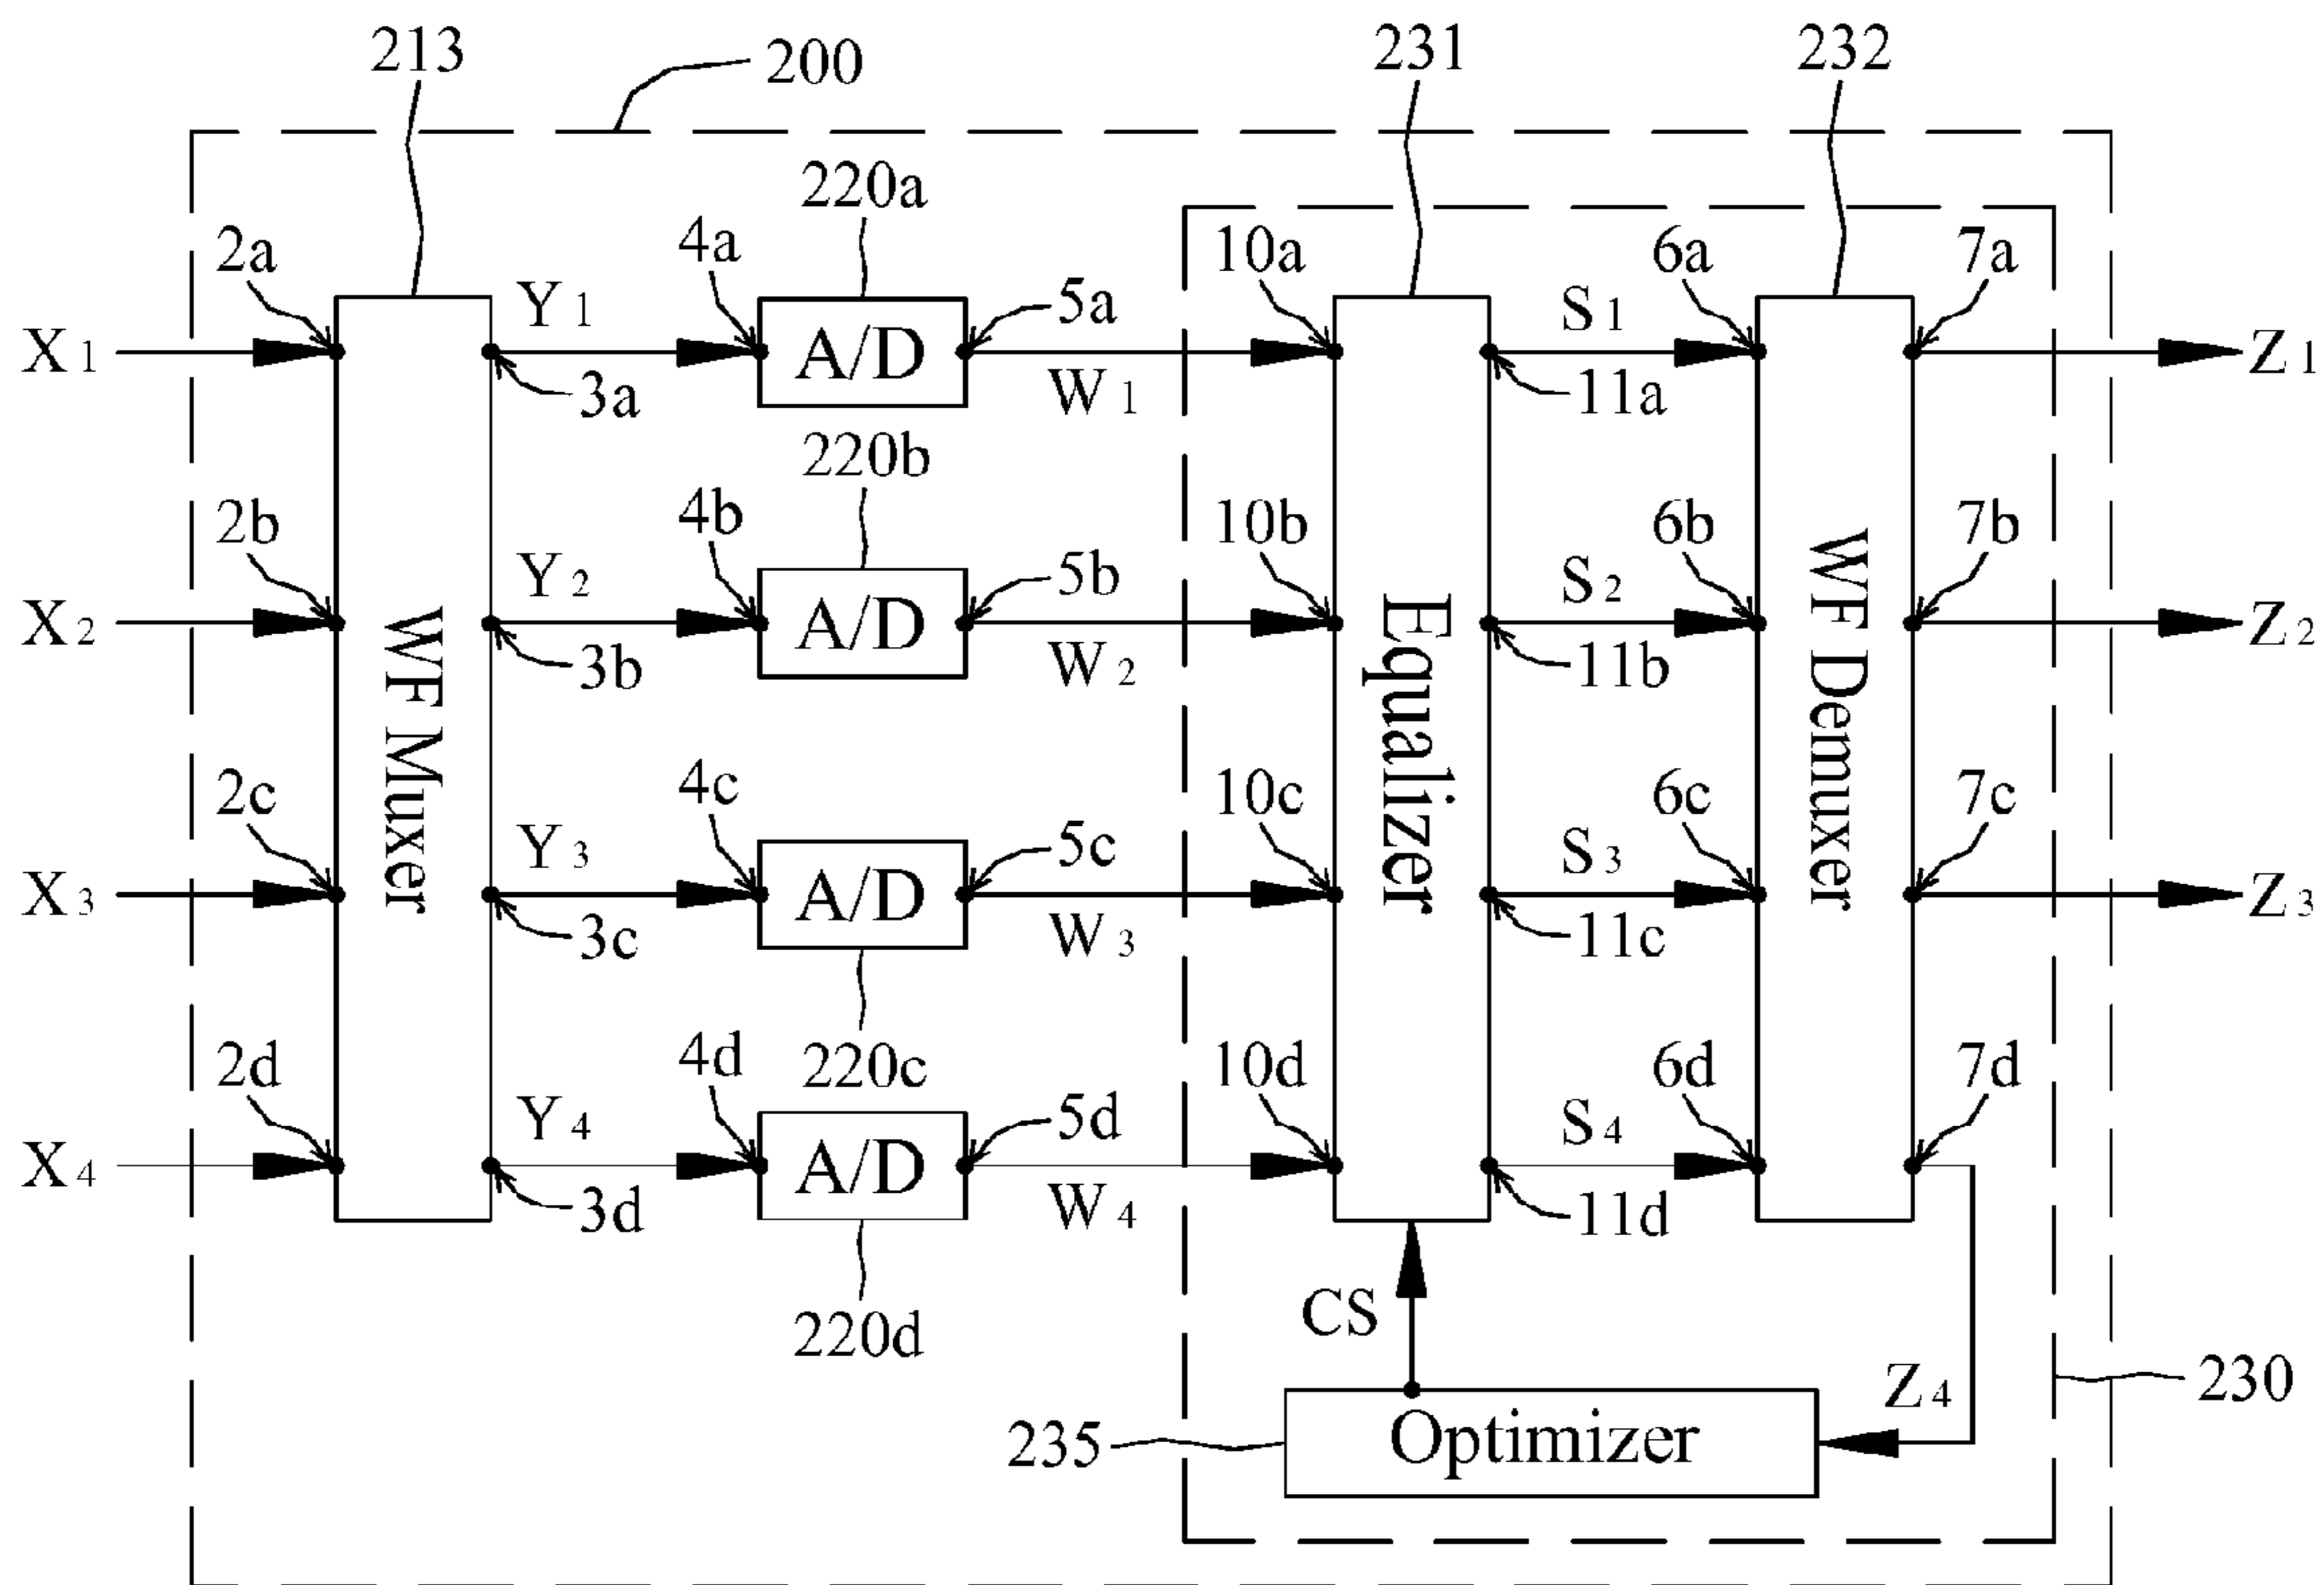 213
200
231
232
220a
2a
4a
10a
6a
7a
X1
Y1
3a
A/D
5a
W1
S1
11a
Z1
220b
2b
4b
10b
6b
7b
X2
Y2
3b
A/D
5b
W2
S2
11b
Z2
WF Muxer
Equalizer
WF Demuxer
2c
4c
10c
6c
7c
X3
Y3
3c
A/D
5c
W3
S3
11c
Z3
220c
2d
4d
10d
6d
7d
X4
Y4
3d
A/D
5d
W4
S4
11d
220d
CS
Z4
230
235
Optimizer